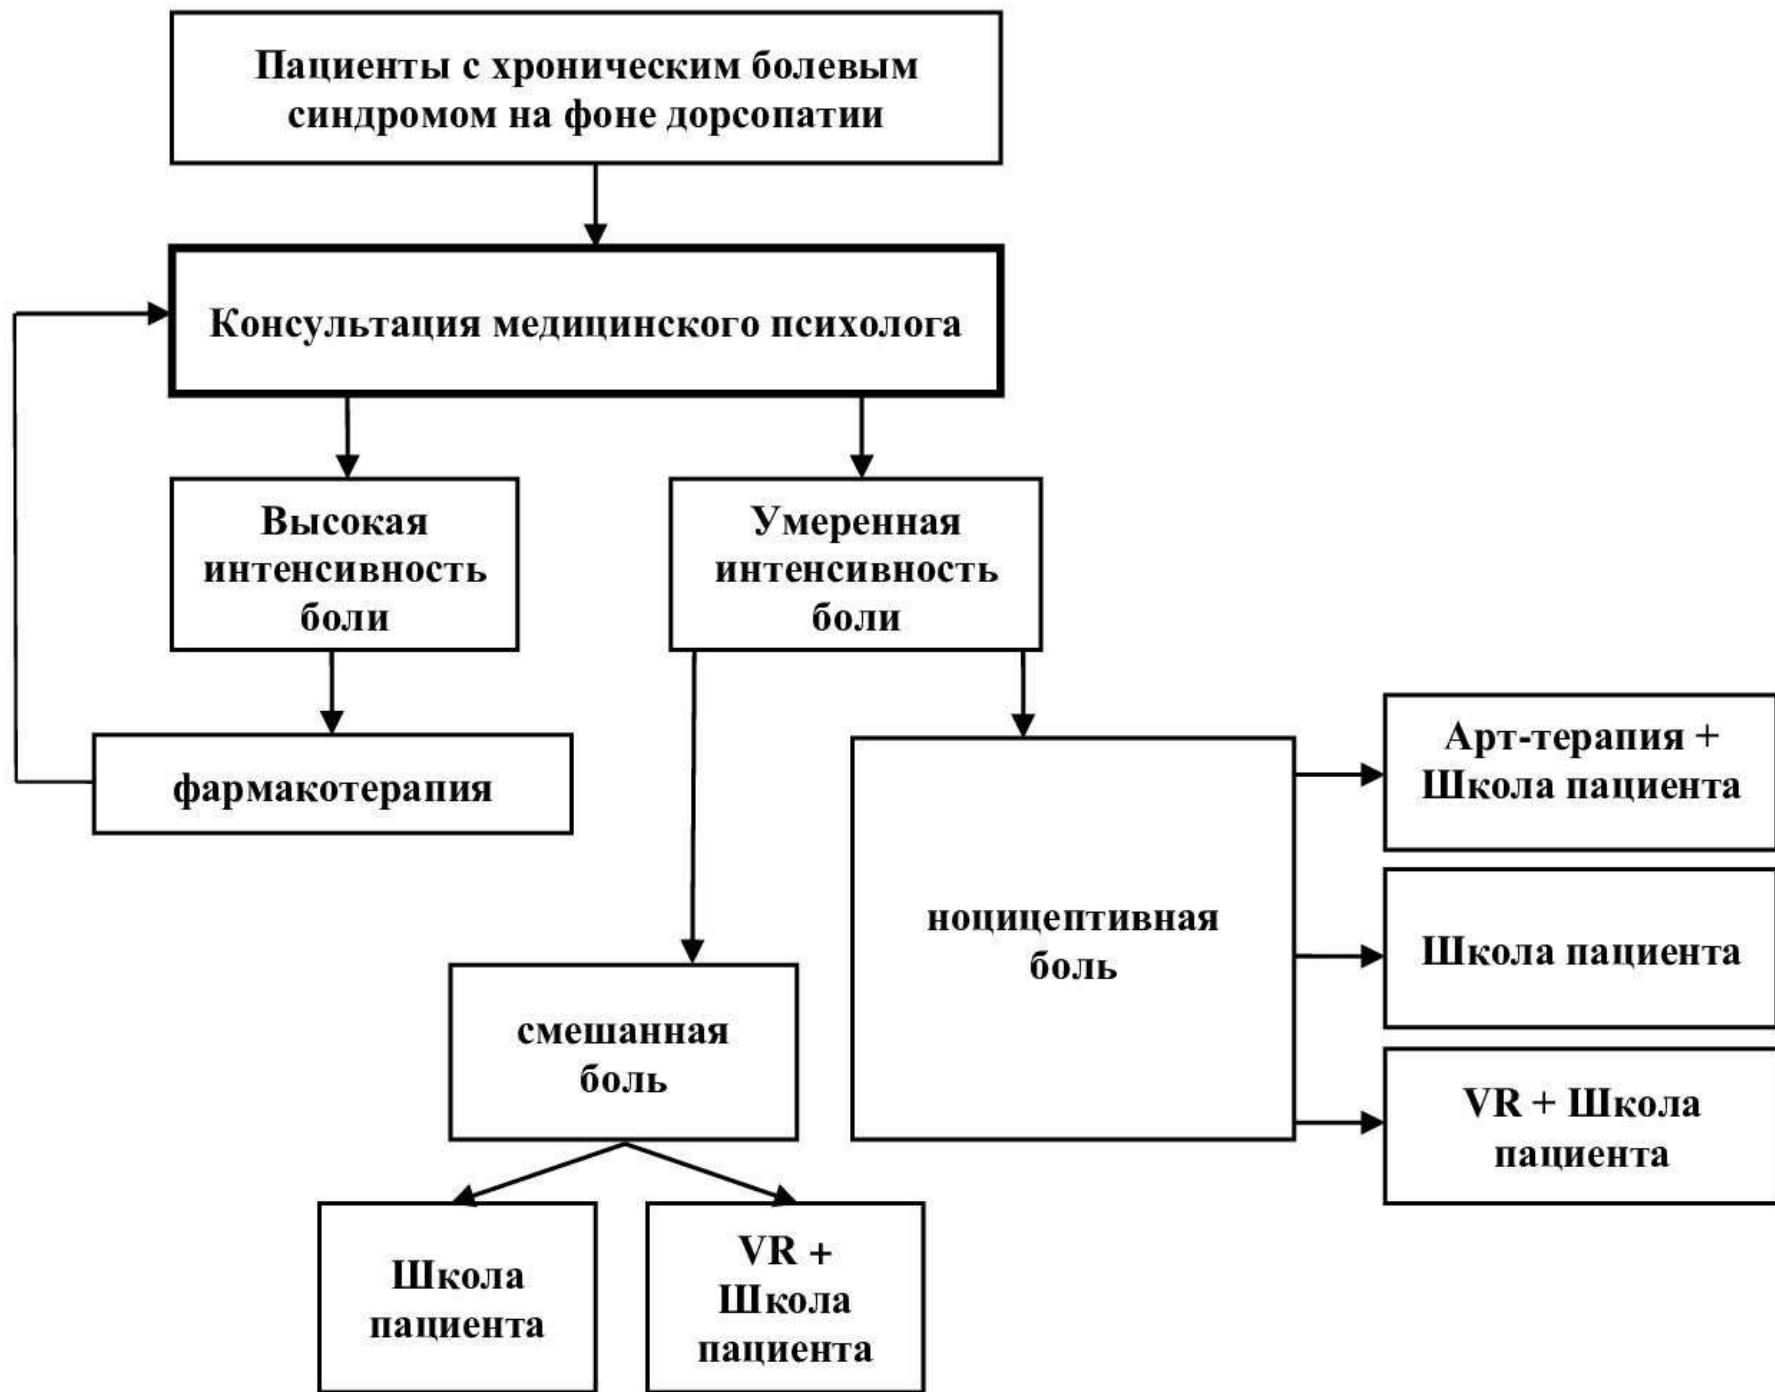 Пациенты с хроническим болевым
синдромом на фоне дорсопатии
Консультация медицинского психолога
Высокая
интенсивность
боли
Умеренная
интенсивность
боли
фармакотерапия
Арт-терапия +
Школа пациента
ноцицептивная
боль
Школа пациента
смешанная
боль
VR + Школа
пациента
Школа
пациента
VR +
Школа
пациента